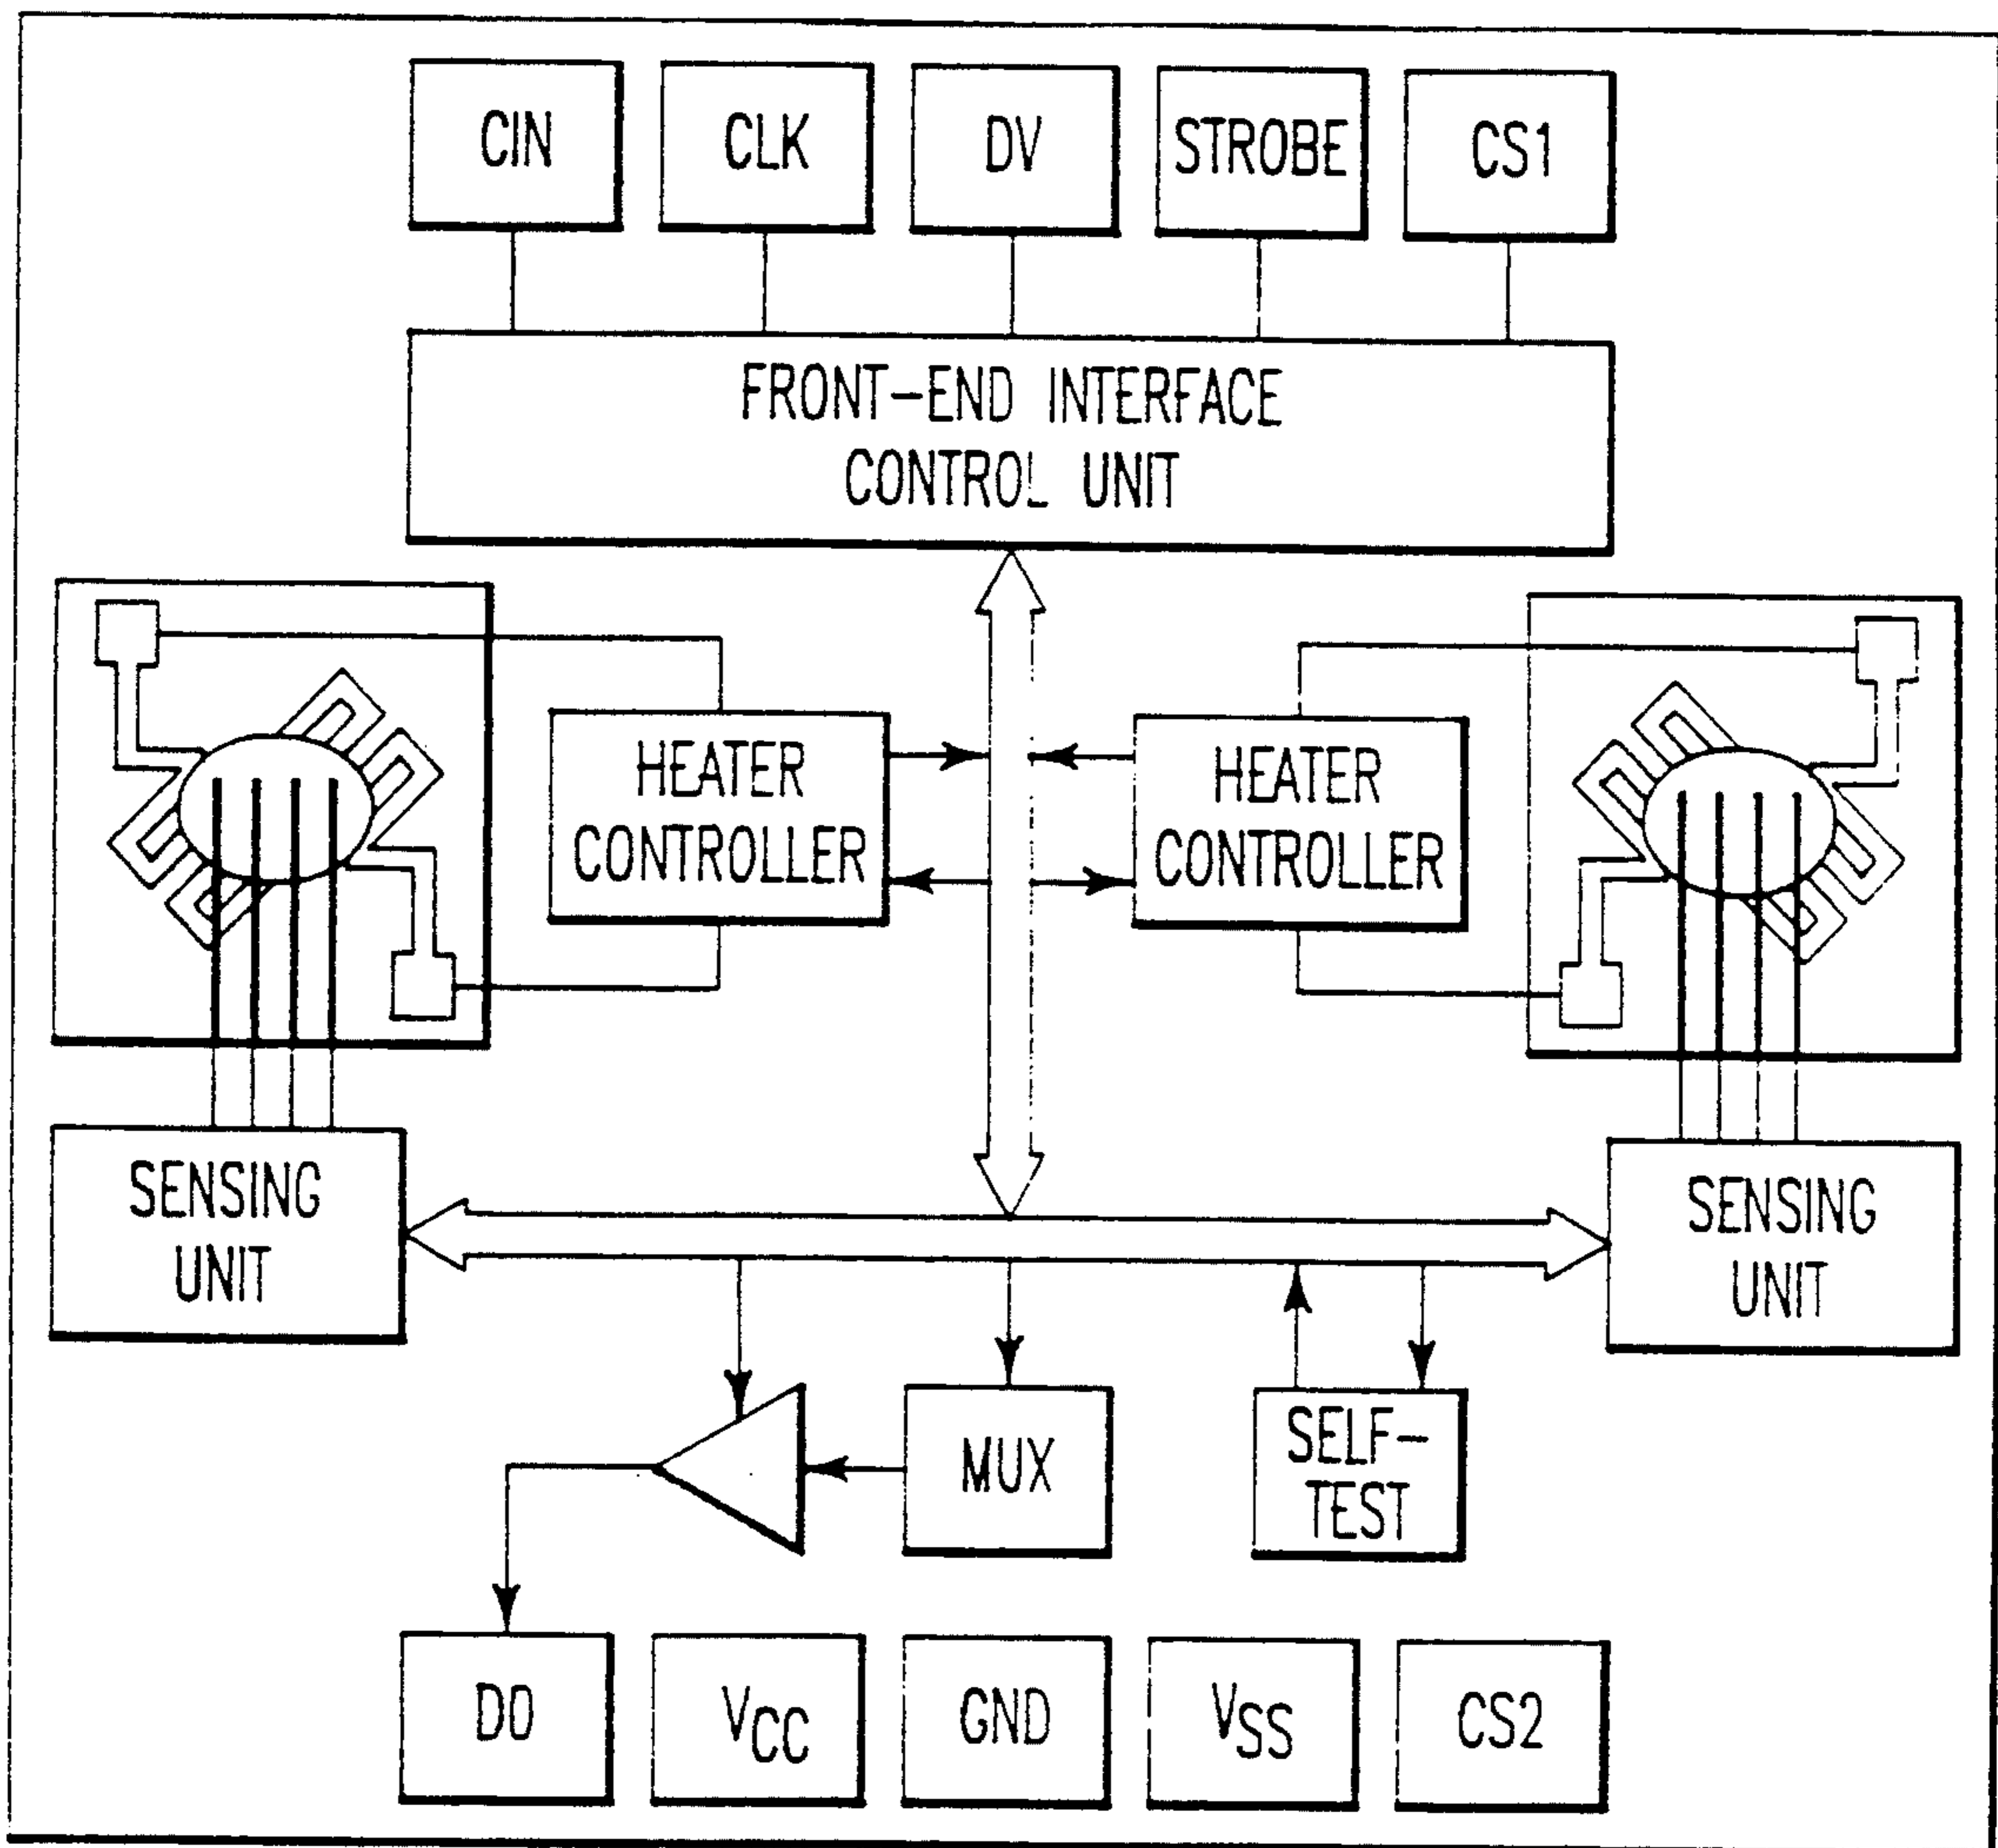 CIN
CLK
DV
STROBE
CS1
FRONT-END INTERFACE
CONTROL UNIT
HEATER
CONTROLLER
HEATER
CONTROLLER
SENSING
UNIT
SENSING
UNIT
MUX
SELF-
TEST
DO
VCC
GND
VSS
CS2